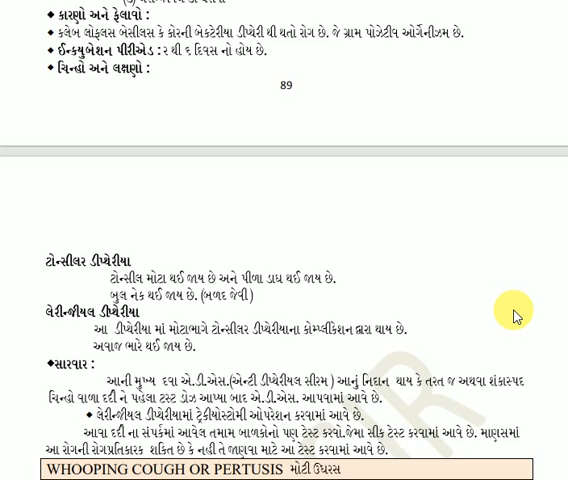 ◆ કારણો અને ફેલાવો :
◆ કલેબ લોફલસ બેસીલસ કે કોરની બેકટેરીયા ડીપ્થેરી થી થતો રોગ છે. જે ગ્રામ પોઝેટીવ ઓર્ગેનીઝમ છે.
◆ ઈન્કયુબેશન પીરીએડ : ૨ થી ૬ દિવસ નો હોય છે.
◆ ચિન્હો અને લક્ષણો :
89
ટોન્સીલર ડીપ્થેરીયા
ટોન્સીલ મોટા થઈ જાય છે અને પીળા ડાઘ થઈ જાય છે.
બુલ નેક થઈ જાય છે. (બળદ જેવી)
લેરીન્જીયલ ડીપ્થેરીયા
આ ડીપ્થેરીયા માં મોટાભાગે ટોન્સીલર ડીપ્થેરીયાના કોમ્પ્લીકેશન દ્વારા થાય છે.
અવાજ ભારે થઈ જાય છે.
◆સારવાર :
આની મુખ્ય દવા એ.ડી.એસ.(એન્ટી ડીપ્થેરીયલ સીરમ) આનું નિદાન થાય કે તરત જ અથવા શંકાસ્પદ
ચિન્હો વાળા દર્દી ને પહેલા ટસ્ટ ડોઝ આપ્યા બાદ એ.ડી.એસ. આપવામાં આવે છે.
◆ લેરીન્જીયલ ડીપ્થેરીયામાં ટ્રેકીયોસ્ટોમી ઓપરેશન કરવામાં આવે છે.
આવા દર્દી ના સંપર્કમાં આવેલ તમામ બાળકોનો પણ ટેસ્ટ કરવો.જેમા સીક ટેસ્ટ કરવામાં આવે છે. માણસમાં
આ રોગની રોગપ્રતિકારક શકિત છે કે નહી તે જાણવા માટે આ ટેસ્ટ કરવામાં આવે છે.
WHOOPING COUGH OR PERTUSIS મોટી ઉધરસ